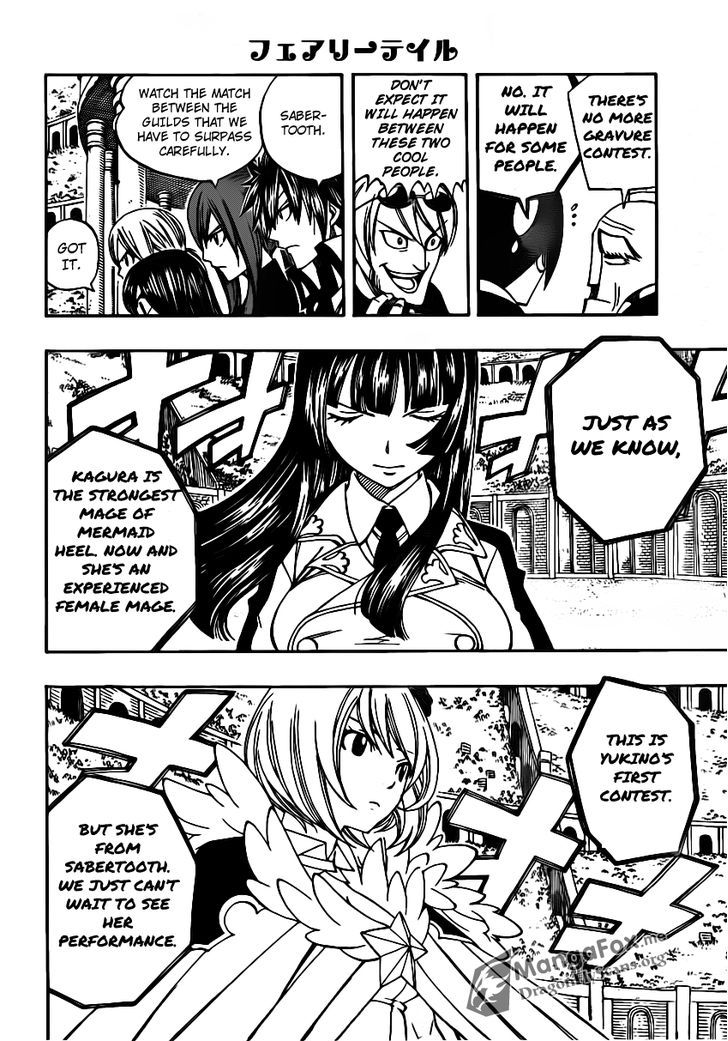 フェアリーテイル
THERE'S
NO MORE
GRAVURE
CONTEST.
NO. IT
WILL
HAPPEN
FOR SOME
PEOPLE.
DON'T
EXPECT IT
WILL HAPPEN
BETWEEN
THESE TWO
COOL
PEOPLE.
SABER-
TOOTH.
WATCH THE MATCH
BETWEEN THE
GUILDS THAT WE
HAVE TO SURPASS
CAREFULLY.
GOT
IT.
JUST AS
WE KNOW,
KAGURA IS
THE STRONGEST
MAGE OF
MERMAID
HEEL. NOW AND
SHE'S AN
EXPERIENCED
FEMALE MAGE.
THIS IS
YUKINO'S
FIRST
CONTEST.
BUT SHE'S
FROM
SABERTOOTH.
WE JUST CAN'T
WAIT TO SEE
HER
PERFORMANCE.
MangaFox.me